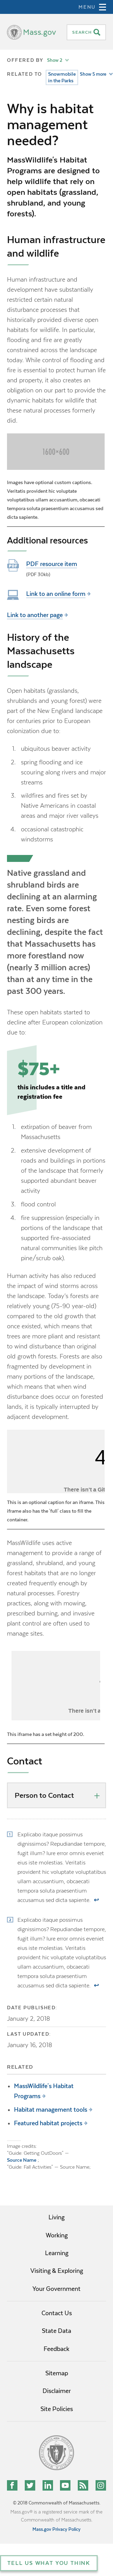 MENU
Mass.gov
SEARCH
OFFERED BY Show 2
RELATED TO Snowmobile Show 5 more
in the Parks
Why is habitat
management
needed?
MassWildlife's Habitat
Programs are designed to
help wildlife that rely on
open habitats (grasslands,
shrublands, and young
forests).
Human infrastructure
and wildlife
Human infrastructure and
development have substantially
restricted certain natural
disturbance processes that
historically provided diverse
open habitats for wildlife. In particular,
flooding and fire are greatly
constrained across the landscape
today. While control of flooding and
fire is essential to human life
and property, it also creates an
obligation on our part to provide the
dynamic yet important habitats for
wildlife that natural processes formerly
did.
1600×600
Images have optional custom captions.
Veritatis provident hic voluptate
voluptatibus ullam accusantium, obcaecati
tempora soluta praesentium accusamus sed
dicta sapiente.
Additional resources
PDF resource item
(PDF 30kb)
Link to an online form
Link to another page
History of the
Massachusetts
landscape
Open habitats (grasslands,
shrublands and young forest) were
part of the New England landscape
for centuries prior to European
colonization due to:
1. ubiquitous beaver activity
2. spring flooding and ice
scouring along rivers and major
streams
3. wildfires and fires set by
Native Americans in coastal
areas and major river valleys
4. occasional catastrophic
windstorms
Native grassland and
shrubland birds are
declining at an alarming
rate. Even some forest
nesting birds are
declining, despite the fact
that Massachusetts has
more forestland now
(nearly 3 million acres)
than at any time in the
past 300 years.
These open habitats started to
decline after European colonization
due to:
$75+
this includes a title and
registration fee
1. extirpation of beaver from
Massachusetts
2. extensive development of
roads and buildings in portions
of the landscape that formerly
supported abundant beaver
activity
3. flood control
4. fire suppression (especially in
portions of the state that
formerly supported fire-associated
natural communities like pitch
pine/scrub oak).
Human activity has also reduced
the impact of wind storms on the
landscape. Today's forests are
relatively young (75-90 year-old)
compared to the 200-300 year old
forests of the past. Today's forests
are also often highly fragmented by
development in many portions of
the landscape, which means that
when wind disturbance does occur
on forested sites, it is typically
interrupted by adjacent
development.
4
There isn't a Git
This is an optional caption for an iframe. This
iframe also has the 'full' class to fill the
container.
MassWildlife uses active
management to provide a range of
grassland, shrubland, and young
forest habitats that are no longer
created frequently enough by
natural processes. Forestry
practices, along with mowing,
prescribed burning, and invasive
plant control are often used to
manage sites.
There isn't a
This iframe has a set height of 200.
Contact
Person to Contact +
1 Explicabo itaque possimus
dignissimos? Repudiandae tempore,
fugit illum? Iure error omnis eveniet
eius iste molestias. Veritatis
provident hic voluptate voluptatibus
ullam accusantium, obcaecati
tempora soluta praesentium
accusamus sed dicta sapiente. ↩
2 Explicabo itaque possimus
dignissimos? Repudiandae tempore,
fugit illum? Iure error omnis eveniet
eius iste molestias. Veritatis
provident hic voluptate voluptatibus
ullam accusantium, obcaecati
tempora soluta praesentium
accusamus sed dicta sapiente. ↩
DATE PUBLISHED
January 2, 2018
LAST UPDATED
January 16, 2018
RELATED
MassWildlife's Habitat
Programs
Habitat management tools
Featured habitat projects
Image credits:
"Guide: Getting OutDoors" —
Source Name.
"Guide: Fall Activities" — Source Name.
Living
Working
Learning
Visiting & Exploring
Your Government
Contact Us
State Data
Feedback
Sitemap
Disclaimer
Site Policies
© 2018 Commonwealth of Massachusetts.
Mass.gov® is a registered service mark of the
Commonwealth of Massachusetts.
Mass.gov Privacy Policy
TELL US WHAT YOU THINK